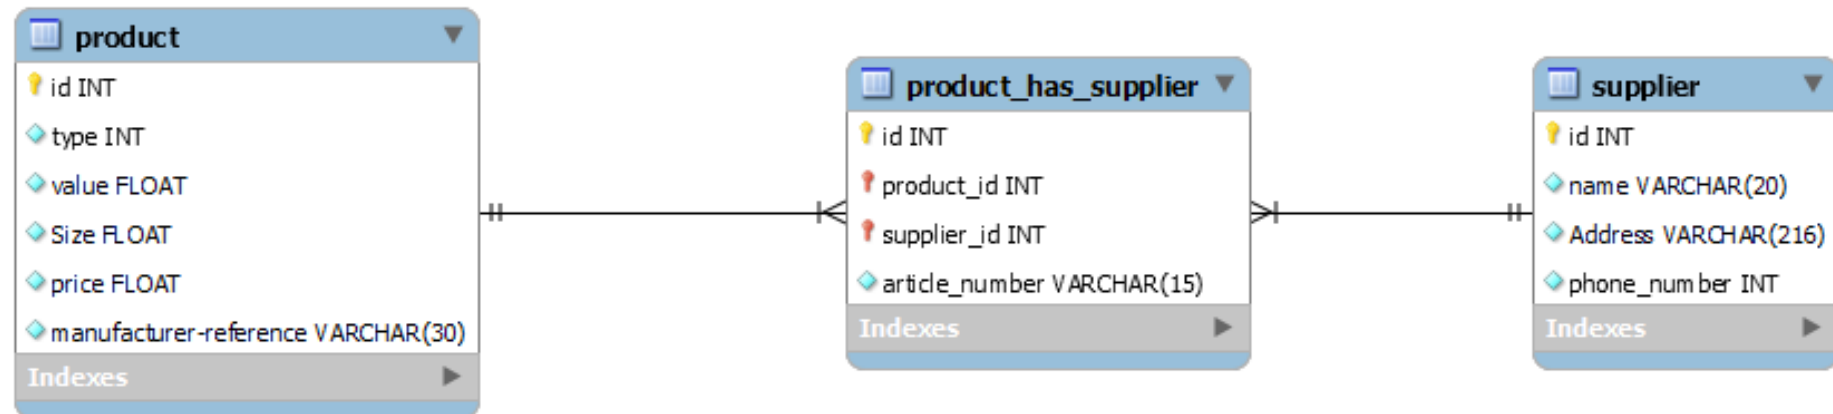 product
id INT
type INT
value FLOAT
Size FLOAT
price FLOAT
manufacturer-reference VARCHAR(30)
Indexes
product_has_supplier
id INT
product_id INT
supplier_id INT
article_number VARCHAR(15)
Indexes
supplier
id INT
name VARCHAR(20)
Address VARCHAR(216)
phone_number INT
Indexes